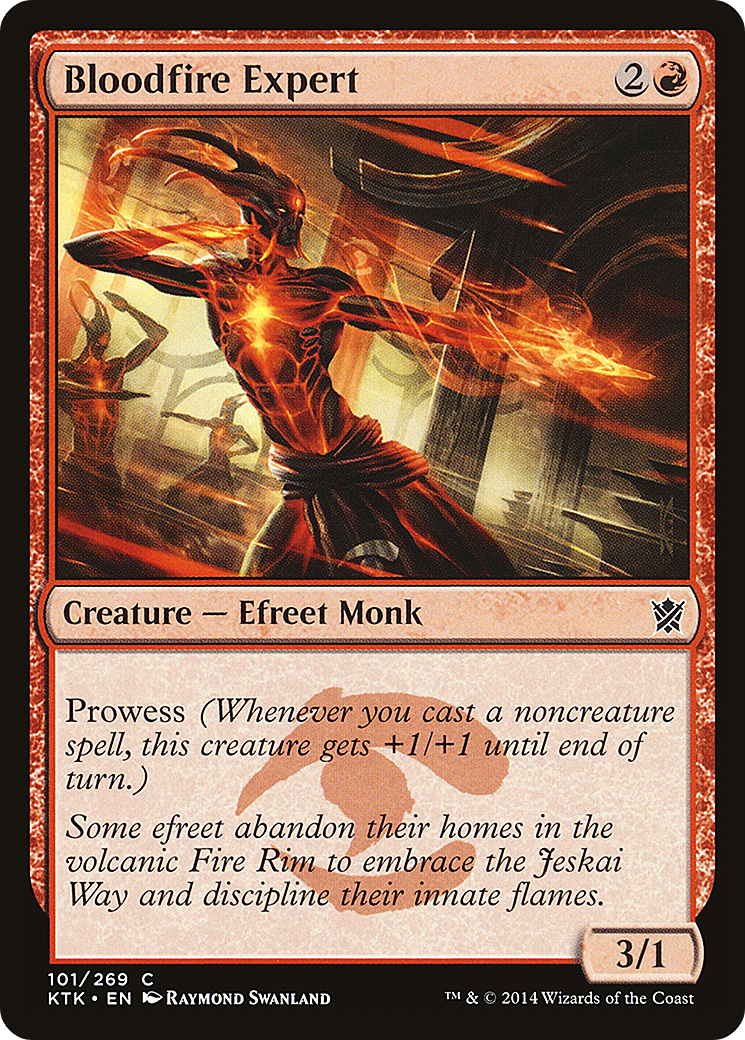 Bloodfire Expert
2
Creature — Efreet Monk
Prowess (Whenever you cast a noncreature
spell, this creature gets +1/+1 until end of
turn.)
Some efreet abandon their homes in the
volcanic Fire Rim to embrace the Jeskai
Way and discipline their innate flames.
3/1
101/269 C
KTK • EN RAYMOND SWANLAND
™ & © 2014 Wizards of the Coast